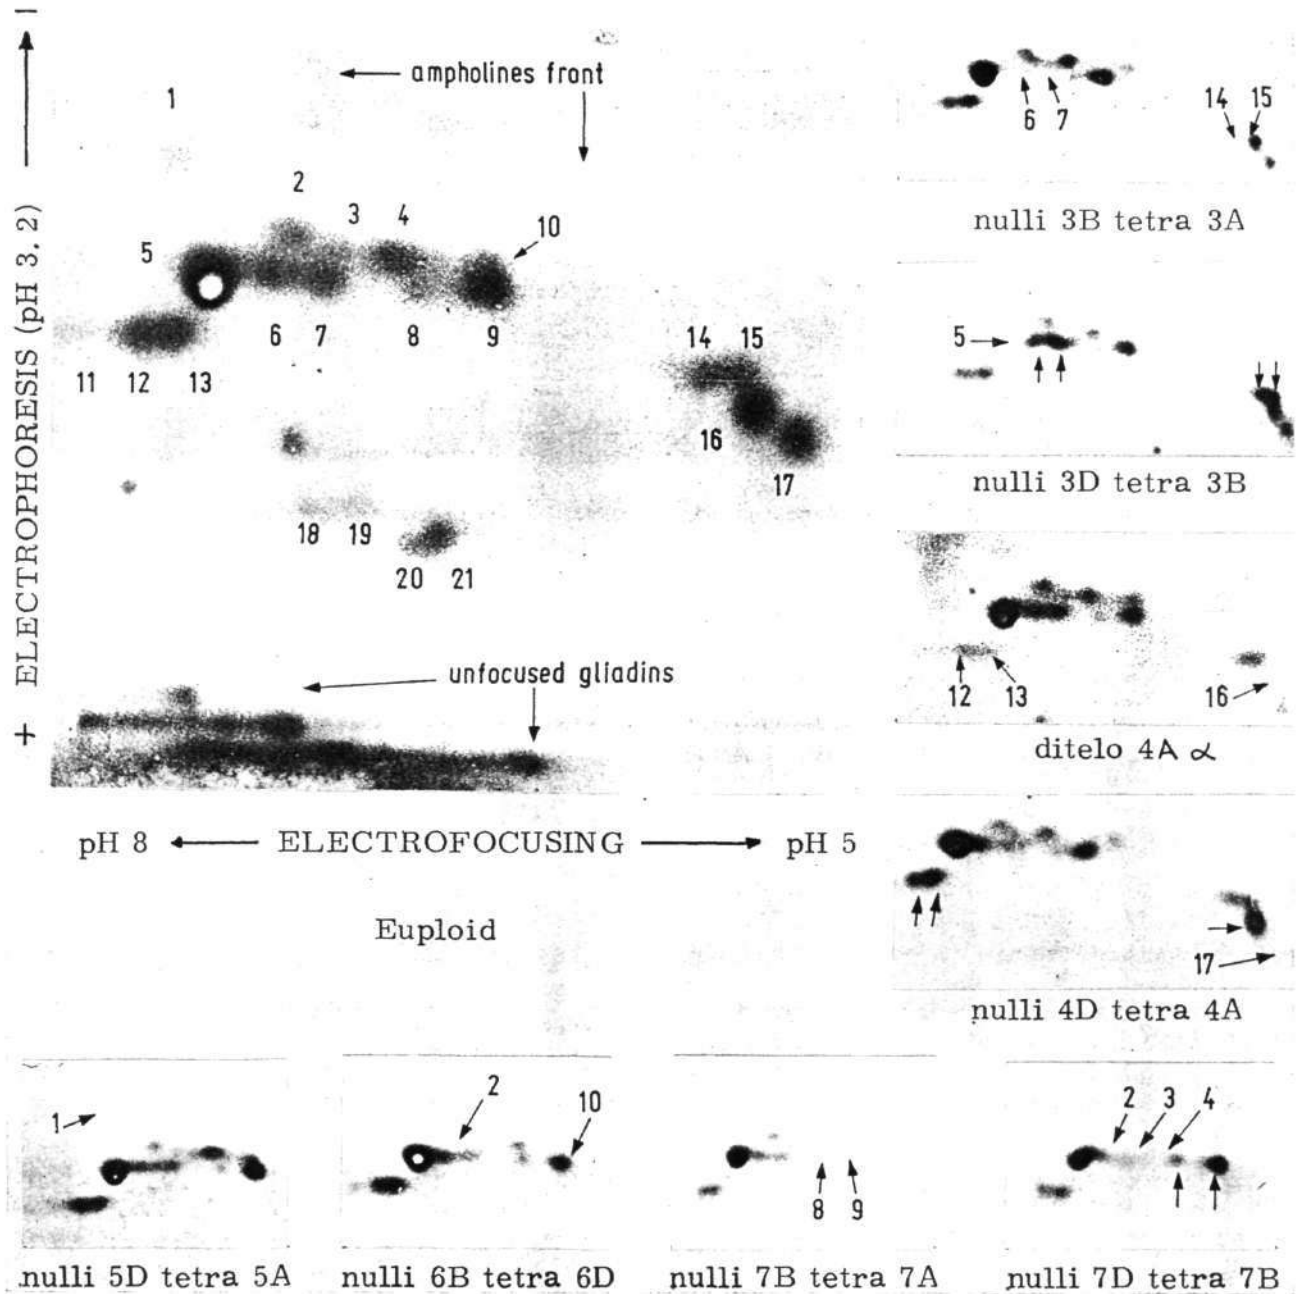 ampholines front
1
2
3
4
10
5
6
7
8
9
11
12
13
14
15
16
17
18
19
20
21
unfocused gliadins
+ ELECTROPHORESIS (pH 3.2) −
pH 8 ← ELECTROFOCUSING → pH 5
Euploid
6
7
14
15
nulli 3B tetra 3A
5
nulli 3D tetra 3B
12
13
16
ditelo 4A α
17
nulli 4D tetra 4A
1
nulli 5D tetra 5A
2
10
nulli 6B tetra 6D
8
9
nulli 7B tetra 7A
2
3
4
nulli 7D tetra 7B